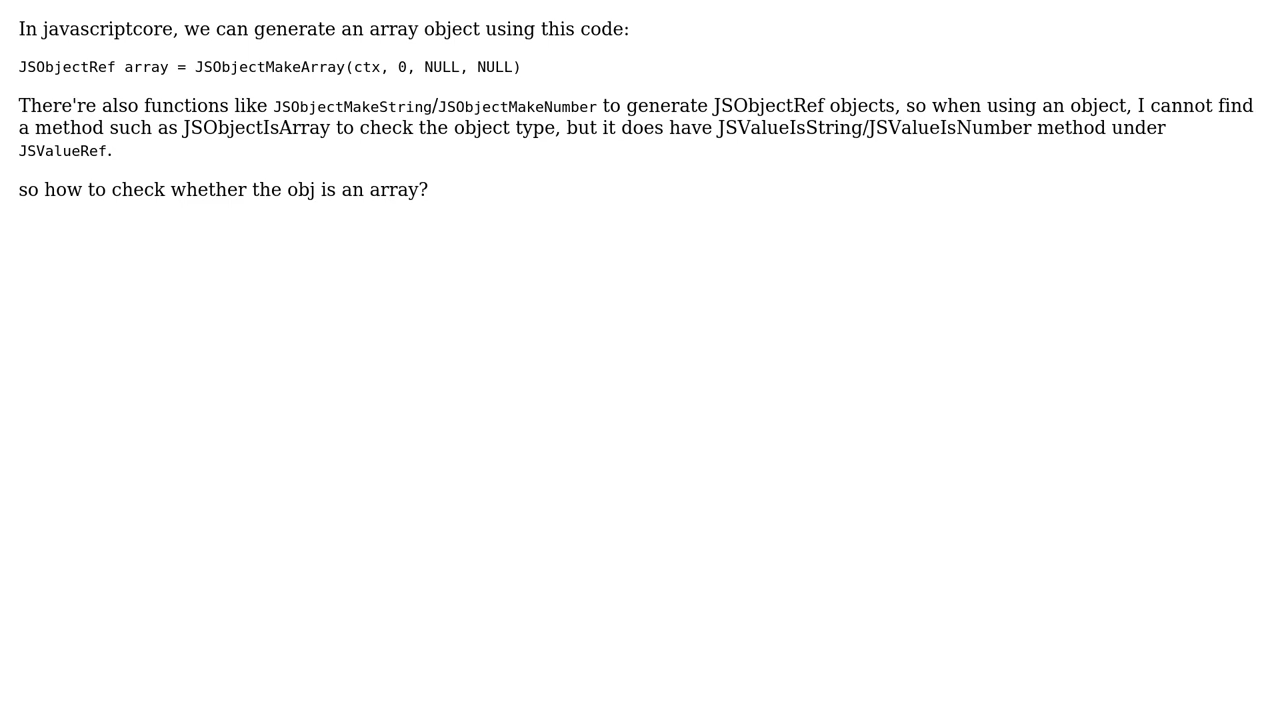 In javascriptcore, we can generate an array object using this code:
JSObjectRef array = JSObjectMakeArray(ctx, 0, NULL, NULL)
There're also functions like JSObjectMakeString/JSObjectMakeNumber to generate JSObjectRef objects, so when using an object, I cannot find
a method such as JSObjectIsArray to check the object type, but it does have JSValueIsString/JSValueIsNumber method under
JSValueRef.
so how to check whether the obj is an array?